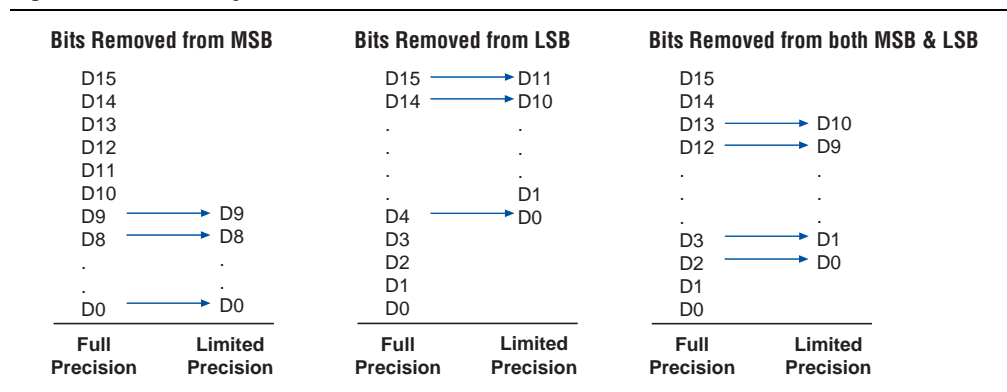 Bits Removed from MSB
D15
D14
D13
D12
D11
D10
D9 D9
D8 D8
. .
. .
D0 D0
Full Precision Limited Precision
Bits Removed from LSB
D15 D11
D14 D10
. .
. .
. .
. D1
D4 D0
D3
D2
D1
D0
Full Precision Limited Precision
Bits Removed from both MSB & LSB
D15
D14
D13 D10
D12 D9
. .
. .
. .
D3 D1
D2 D0
D1
D0
Full Precision Limited Precision